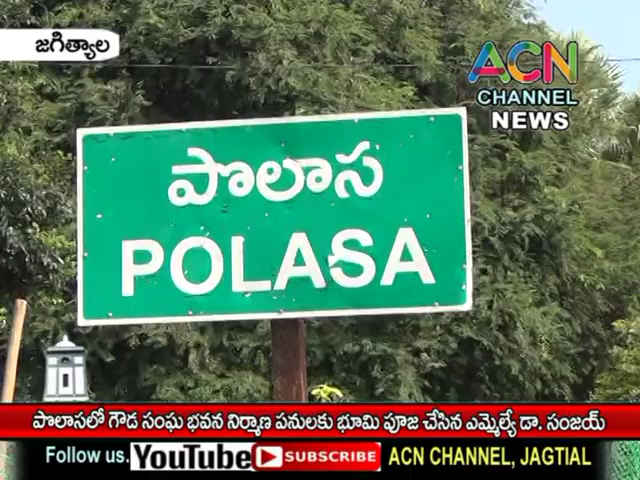 జగిత్యాల
ACN
CHANNEL
NEWS
పొలాస
POLASA
పొలాసలో గౌడ సంఘ భవన నిర్మాణ పనులకు భూమి పూజ చేసిన ఎమ్మెల్యే డా. సంజయ్
Follow us. YouTube SUBSCRIBE ACN CHANNEL, JAGTIAL